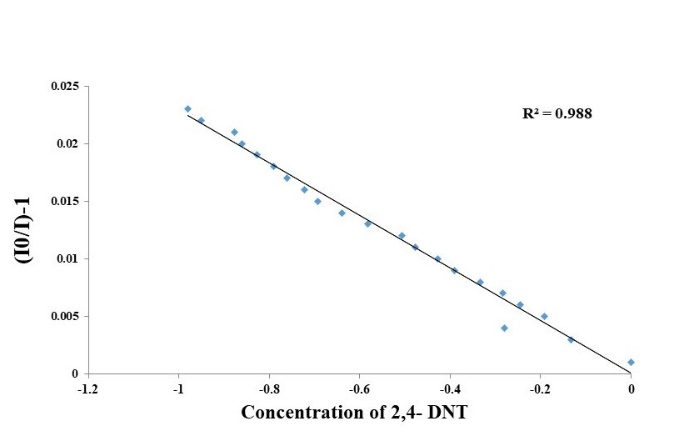 0.025
R² = 0.988
0.02
0.015
(I0/I)-1
0.01
0.005
0
-1.2 -1 -0.8 -0.6 -0.4 -0.2 0
Concentration of 2,4- DNT